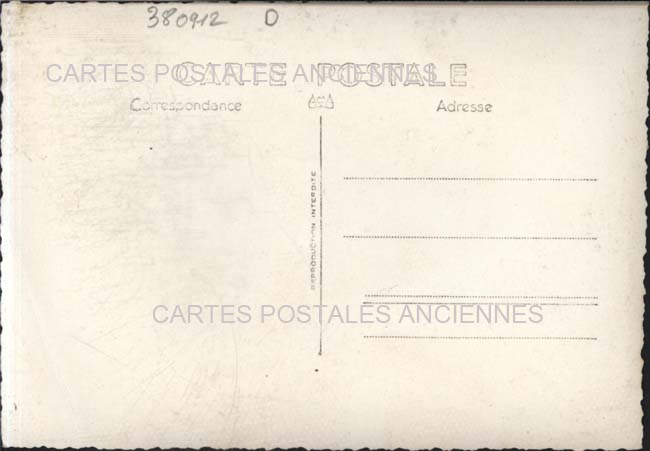 380912 D
CARTE POSTALE
CARTES POSTALES ANCIENNES
Correspondance
Adresse
REPRODUCTION INTERDITE
CARTES POSTALES ANCIENNES